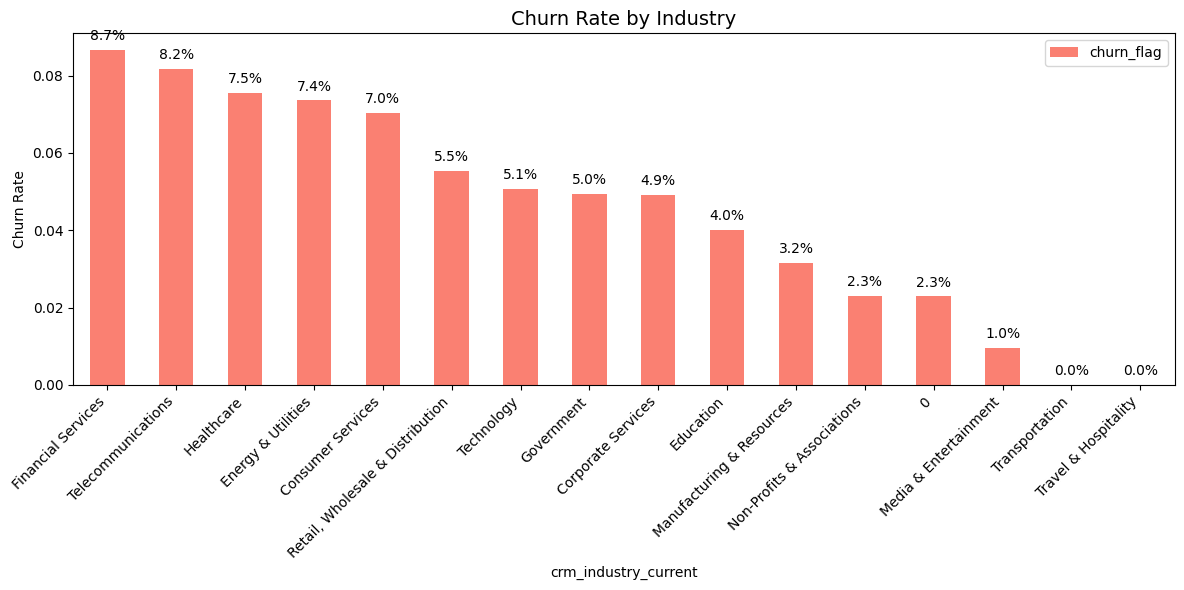 Churn Rate by Industry
churn_flag
Churn Rate
0.08
0.06
0.04
0.02
0.00
8.7%
8.2%
7.5%
7.4%
7.0%
5.5%
5.1%
5.0%
4.9%
4.0%
3.2%
2.3%
2.3%
1.0%
0.0%
0.0%
Financial Services
Telecommunications
Healthcare
Energy & Utilities
Consumer Services
Retail, Wholesale & Distribution
Technology
Government
Corporate Services
Education
Manufacturing & Resources
Non-Profits & Associations
0
Media & Entertainment
Transportation
Travel & Hospitality
crm_industry_current